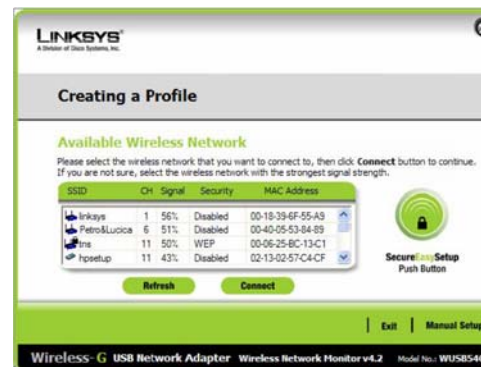 LINKSYS®
A Division of Cisco Systems, Inc.
Creating a Profile
Available Wireless Network
Please select the wireless network that you want to connect to, then click Connect button to continue.
If you are not sure, select the wireless network with the strongest signal strength.
SSID CH Signal Security MAC Address
linksys 1 56% Disabled 00-18-39-6F-55-A9
Petro&Lucica 6 51% Disabled 00-40-05-53-84-89
tns 11 50% WEP 00-06-25-BC-13-C1
hpsetup 11 43% Disabled 02-13-02-57-C4-CF
Refresh Connect
SecureEasySetup
Push Button
Exit | Manual Setup
Wireless-G USB Network Adapter Wireless Network Monitor v4.2 Model No.: WUSB54G